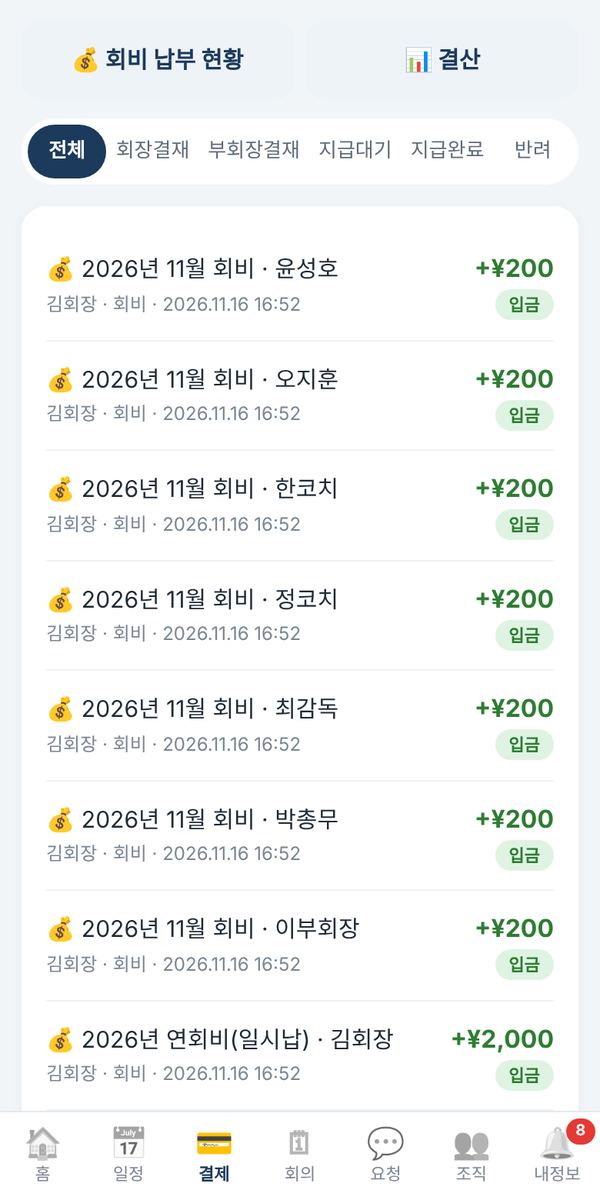 💰 회비 납부 현황
📊 결산
전체 회장결재 부회장결재 지급대기 지급완료 반려
💰 2026년 11월 회비 · 윤성호 +¥200
김회장 · 회비 · 2026.11.16 16:52 입금
💰 2026년 11월 회비 · 오지훈 +¥200
김회장 · 회비 · 2026.11.16 16:52 입금
💰 2026년 11월 회비 · 한코치 +¥200
김회장 · 회비 · 2026.11.16 16:52 입금
💰 2026년 11월 회비 · 정코치 +¥200
김회장 · 회비 · 2026.11.16 16:52 입금
💰 2026년 11월 회비 · 최감독 +¥200
김회장 · 회비 · 2026.11.16 16:52 입금
💰 2026년 11월 회비 · 박총무 +¥200
김회장 · 회비 · 2026.11.16 16:52 입금
💰 2026년 11월 회비 · 이부회장 +¥200
김회장 · 회비 · 2026.11.16 16:52 입금
💰 2026년 연회비(일시납) · 김회장 +¥2,000
김회장 · 회비 · 2026.11.16 16:52 입금
July
17
8
홈 일정 결제 회의 요청 조직 내정보